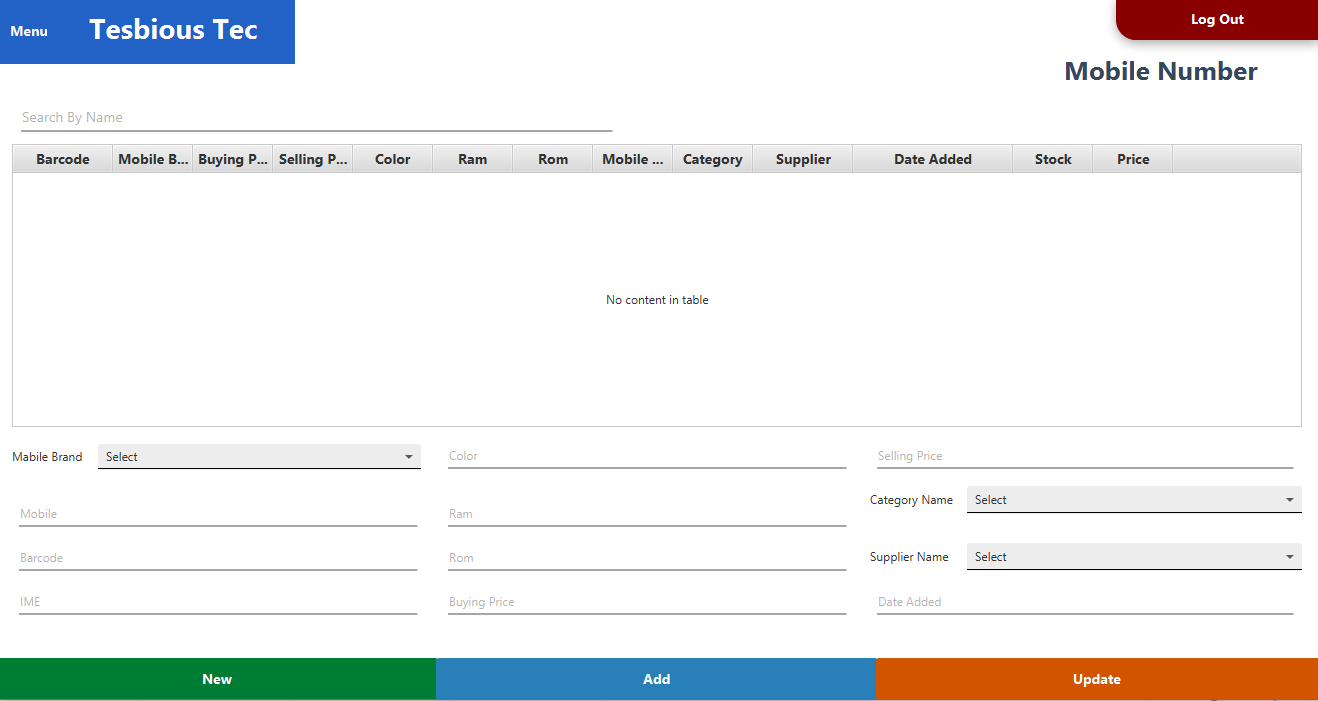 Menu Tesbious Tec Log Out
Mobile Number
Search By Name
Barcode Mobile B... Buying P... Selling P... Color Ram Rom Mobile ... Category Supplier Date Added Stock Price
No content in table
Mabile Brand Select Color Selling Price
Category Name Select
Mobile Ram
Barcode Rom Supplier Name Select
IME Buying Price Date Added
New Add Update